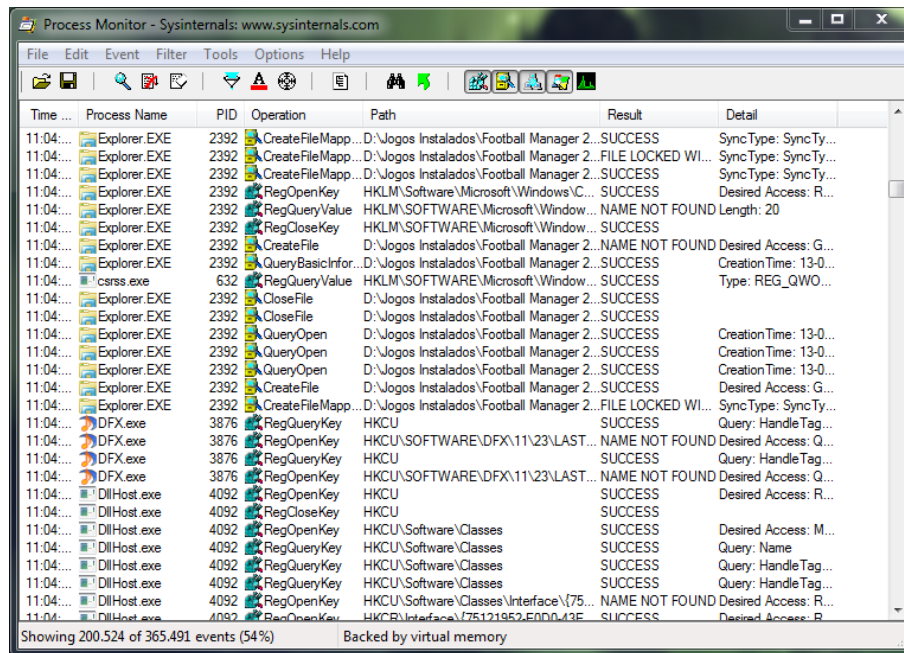 Process Monitor - Sysinternals: www.sysinternals.com
File Edit Event Filter Tools Options Help
Time ... Process Name PID Operation Path Result Detail
11:04:... Explorer.EXE 2392 CreateFileMapp... D:\Jogos Instalados\Football Manager 2... SUCCESS SyncType: SyncTy...
11:04:... Explorer.EXE 2392 CreateFileMapp... D:\Jogos Instalados\Football Manager 2... FILE LOCKED WI... SyncType: SyncTy...
11:04:... Explorer.EXE 2392 CreateFileMapp... D:\Jogos Instalados\Football Manager 2... SUCCESS SyncType: SyncTy...
11:04:... Explorer.EXE 2392 RegOpenKey HKLM\Software\Microsoft\Windows\C... SUCCESS Desired Access: R...
11:04:... Explorer.EXE 2392 RegQueryValue HKLM\SOFTWARE\Microsoft\Window... NAME NOT FOUND Length: 20
11:04:... Explorer.EXE 2392 RegCloseKey HKLM\SOFTWARE\Microsoft\Window... SUCCESS
11:04:... Explorer.EXE 2392 CreateFile D:\Jogos Instalados\Football Manager 2... NAME NOT FOUND Desired Access: G...
11:04:... Explorer.EXE 2392 QueryBasicInfor... D:\Jogos Instalados\Football Manager 2... SUCCESS CreationTime: 13-0...
11:04:... csrss.exe 632 RegQueryValue HKLM\SOFTWARE\Microsoft\Window... SUCCESS Type: REG_QWO...
11:04:... Explorer.EXE 2392 CloseFile D:\Jogos Instalados\Football Manager 2... SUCCESS
11:04:... Explorer.EXE 2392 CloseFile D:\Jogos Instalados\Football Manager 2... SUCCESS
11:04:... Explorer.EXE 2392 QueryOpen D:\Jogos Instalados\Football Manager 2... SUCCESS CreationTime: 13-0...
11:04:... Explorer.EXE 2392 QueryOpen D:\Jogos Instalados\Football Manager 2... SUCCESS CreationTime: 13-0...
11:04:... Explorer.EXE 2392 QueryOpen D:\Jogos Instalados\Football Manager 2... SUCCESS CreationTime: 13-0...
11:04:... Explorer.EXE 2392 CreateFile D:\Jogos Instalados\Football Manager 2... SUCCESS Desired Access: G...
11:04:... Explorer.EXE 2392 CreateFileMapp... D:\Jogos Instalados\Football Manager 2... FILE LOCKED WI... SyncType: SyncTy...
11:04:... DFX.exe 3876 RegQueryKey HKCU SUCCESS Query: HandleTag...
11:04:... DFX.exe 3876 RegOpenKey HKCU\SOFTWARE\DFX\11\23\LAST... NAME NOT FOUND Desired Access: Q...
11:04:... DFX.exe 3876 RegQueryKey HKCU SUCCESS Query: HandleTag...
11:04:... DFX.exe 3876 RegOpenKey HKCU\SOFTWARE\DFX\11\23\LAST... NAME NOT FOUND Desired Access: Q...
11:04:... DllHost.exe 4092 RegOpenKey HKCU SUCCESS Desired Access: R...
11:04:... DllHost.exe 4092 RegCloseKey HKCU SUCCESS
11:04:... DllHost.exe 4092 RegOpenKey HKCU\Software\Classes SUCCESS Desired Access: M...
11:04:... DllHost.exe 4092 RegQueryKey HKCU\Software\Classes SUCCESS Query: Name
11:04:... DllHost.exe 4092 RegQueryKey HKCU\Software\Classes SUCCESS Query: HandleTag...
11:04:... DllHost.exe 4092 RegQueryKey HKCU\Software\Classes SUCCESS Query: HandleTag...
11:04:... DllHost.exe 4092 RegOpenKey HKCU\Software\Classes\Interface\{75... NAME NOT FOUND Desired Access: R...
11:04:... DllHost.exe 4092 RegOpenKey HKCR\Interface\{75121952-E0D0-43E... SUCCESS Desired Access: R...
Showing 200.524 of 365.491 events (54%) Backed by virtual memory